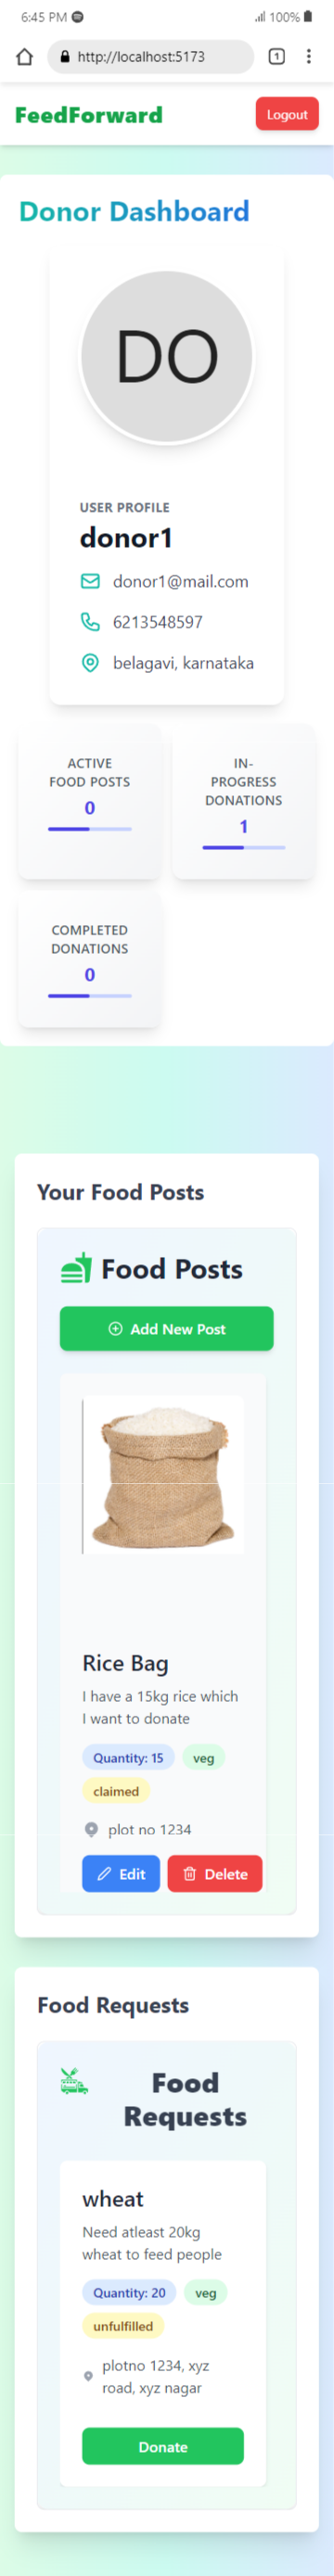 6:45 PM
100%
http://localhost:5173
1
FeedForward
Logout
Donor Dashboard
DO
USER PROFILE
donor1
donor1@mail.com
6213548597
belagavi, karnataka
ACTIVE
FOOD POSTS
0
IN-
PROGRESS
DONATIONS
1
COMPLETED
DONATIONS
0
Your Food Posts
Food Posts
Add New Post
Rice Bag
I have a 15kg rice which
I want to donate
Quantity: 15
veg
claimed
plot no 1234
Edit
Delete
Food Requests
Food
Requests
wheat
Need atleast 20kg
wheat to feed people
Quantity: 20
veg
unfulfilled
plotno 1234, xyz
road, xyz nagar
Donate